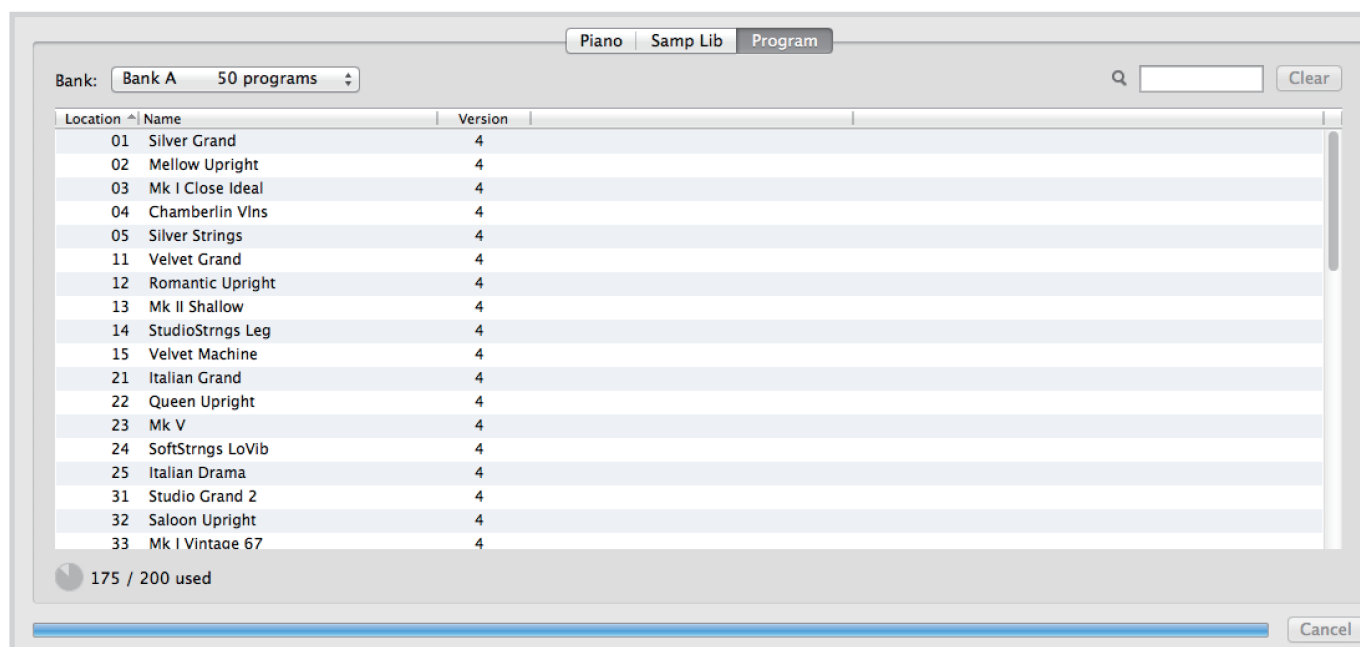 Piano Samp Lib Program
Bank: Bank A 50 programs Clear
Location Name Version
01 Silver Grand 4
02 Mellow Upright 4
03 Mk I Close Ideal 4
04 Chamberlin Vlns 4
05 Silver Strings 4
11 Velvet Grand 4
12 Romantic Upright 4
13 Mk II Shallow 4
14 StudioStrngs Leg 4
15 Velvet Machine 4
21 Italian Grand 4
22 Queen Upright 4
23 Mk V 4
24 SoftStrngs LoVib 4
25 Italian Drama 4
31 Studio Grand 2 4
32 Saloon Upright 4
33 Mk I Vintage 67 4
175 / 200 used
Cancel